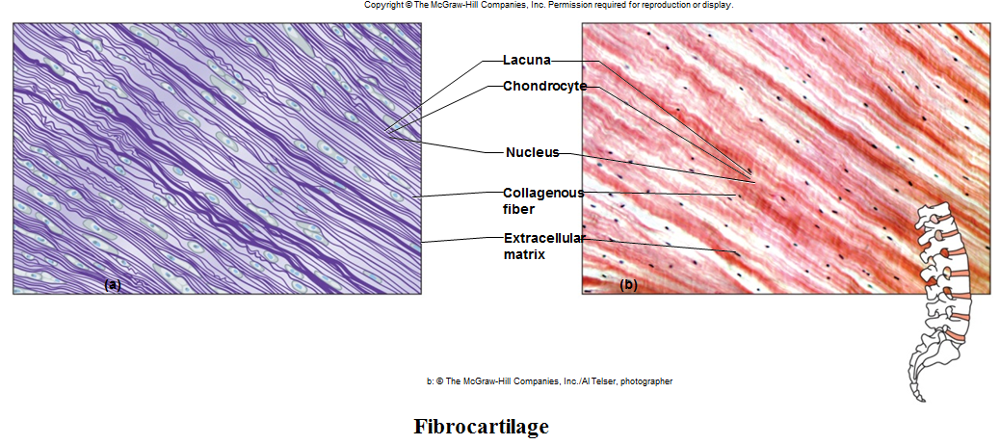 Copyright © The McGraw-Hill Companies, Inc. Permission required for reproduction or display.
Lacuna
Chondrocyte
Nucleus
Collagenous
fiber
Extracellular
matrix
(a)
(b)
b: © The McGraw-Hill Companies, Inc./Al Telser, photographer
Fibrocartilage